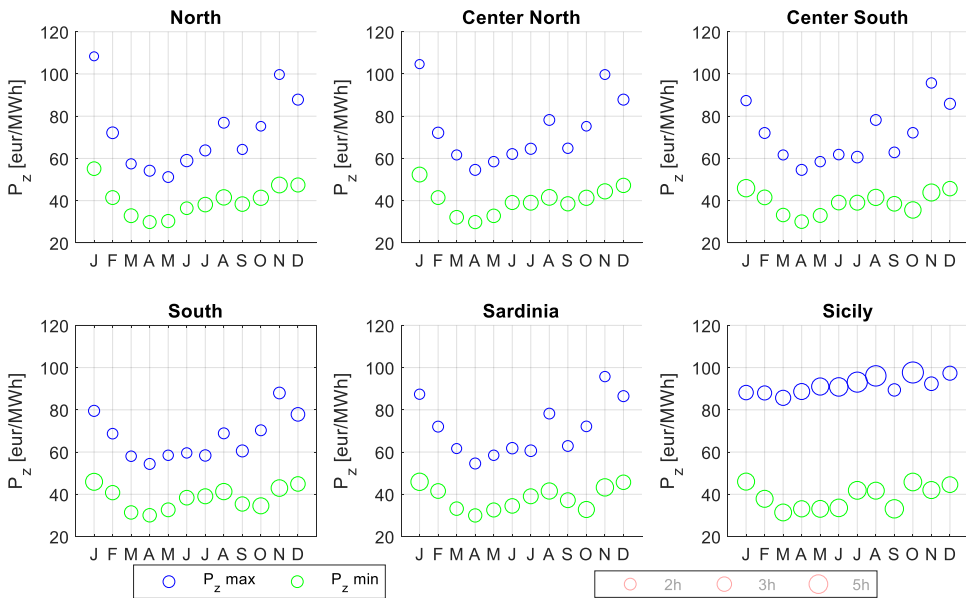 North
Center North
Center South
120
100
80
60
40
20
P_z [eur/MWh]
J F M A M J J A S O N D
120
100
80
60
40
20
P_z [eur/MWh]
J F M A M J J A S O N D
120
100
80
60
40
20
P_z [eur/MWh]
J F M A M J J A S O N D
South
Sardinia
Sicily
120
100
80
60
40
20
P_z [eur/MWh]
J F M A M J J A S O N D
120
100
80
60
40
20
P_z [eur/MWh]
J F M A M J J A S O N D
120
100
80
60
40
20
P_z [eur/MWh]
J F M A M J J A S O N D
P_z max P_z min
2h 3h 5h